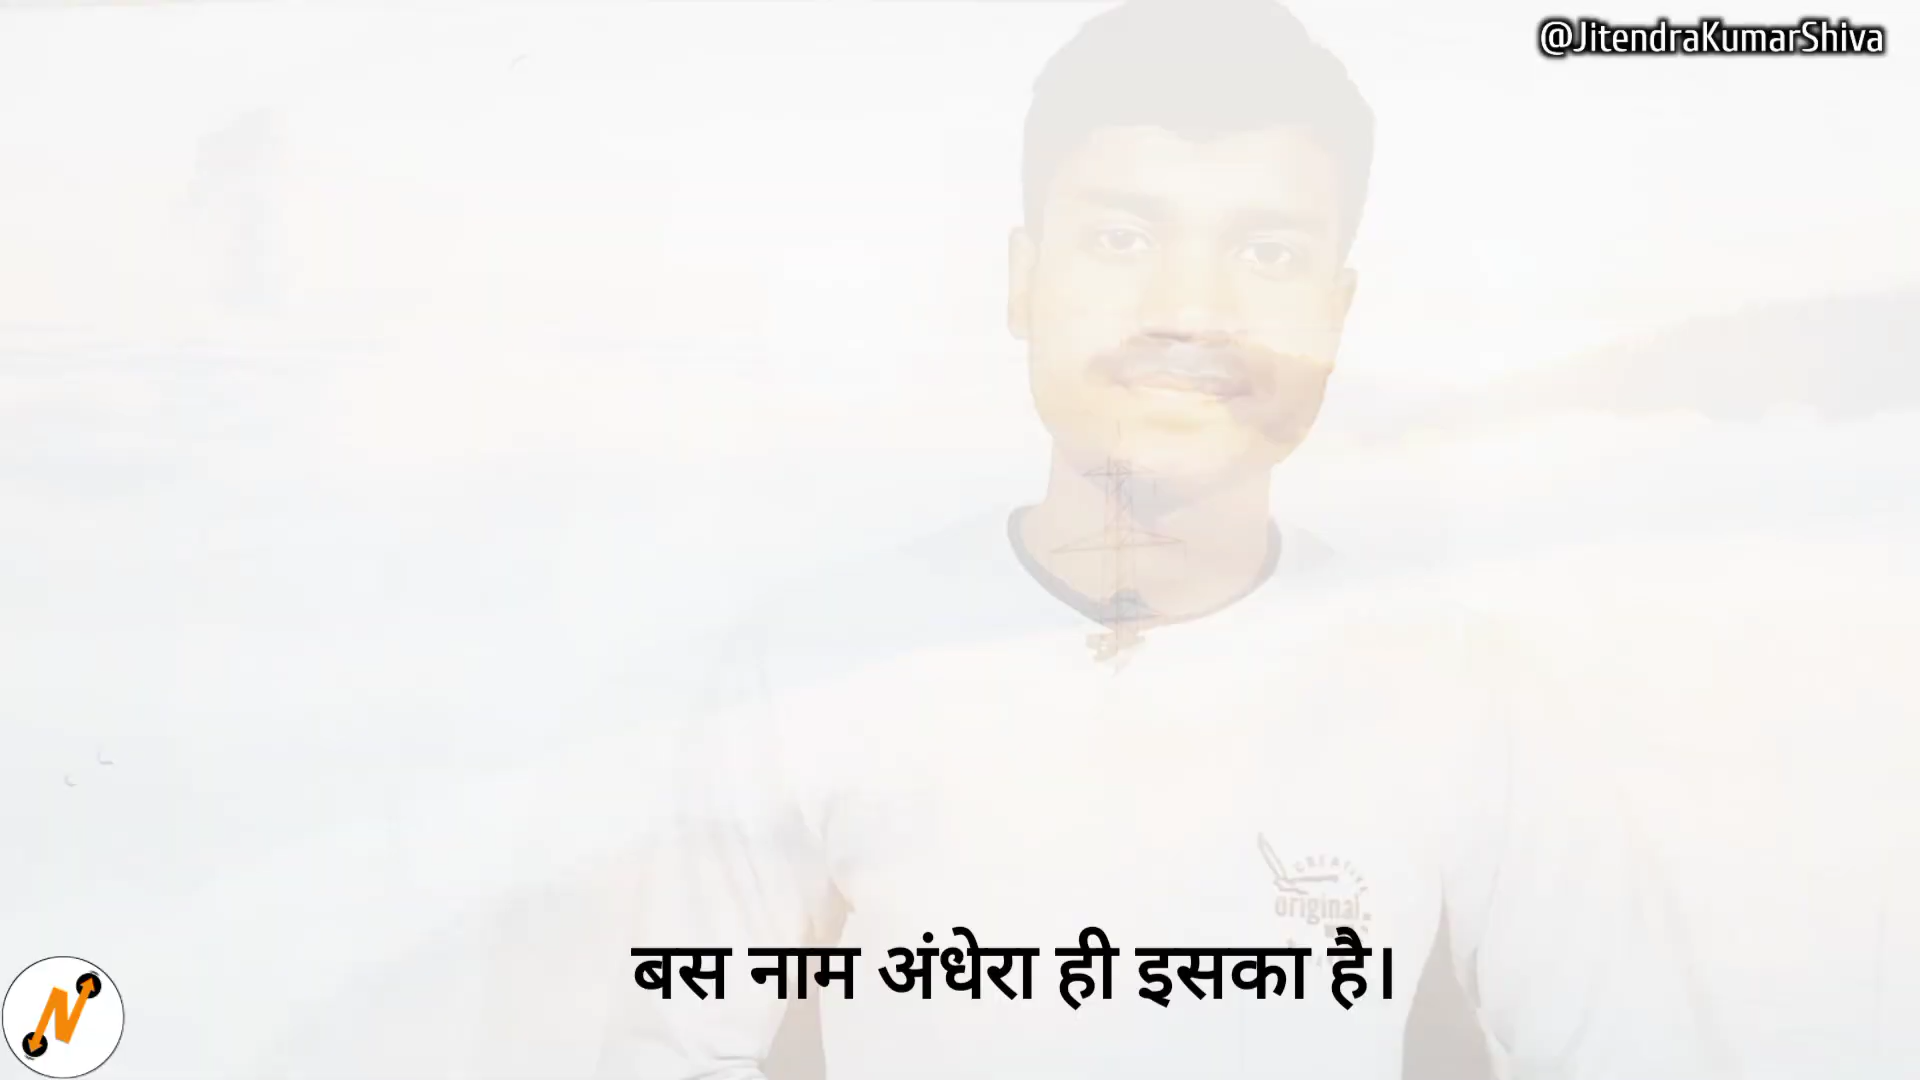 @JitendraKumarShiva
original
बस नाम अंधेरा ही इसका है।
N